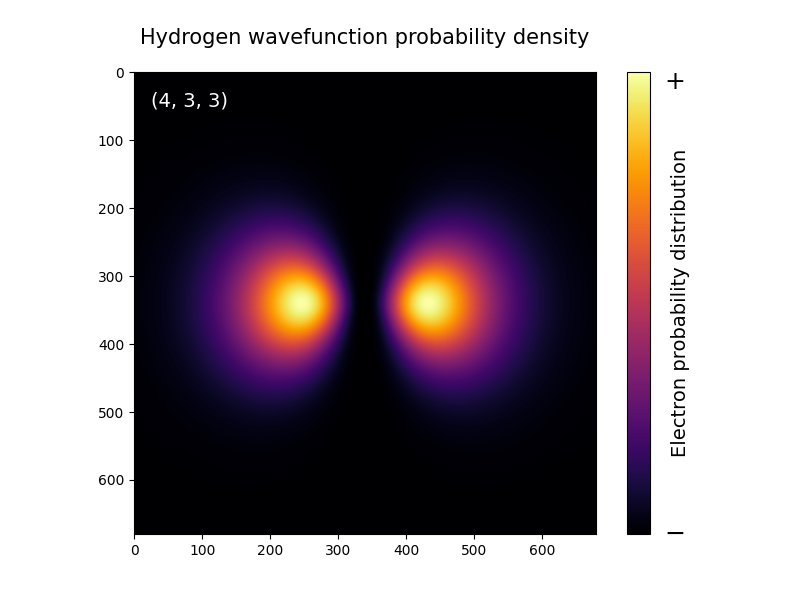 Hydrogen wavefunction probability density
(4, 3, 3)
0
100
200
300
400
500
600
0 100 200 300 400 500 600
+
Electron probability distribution
−